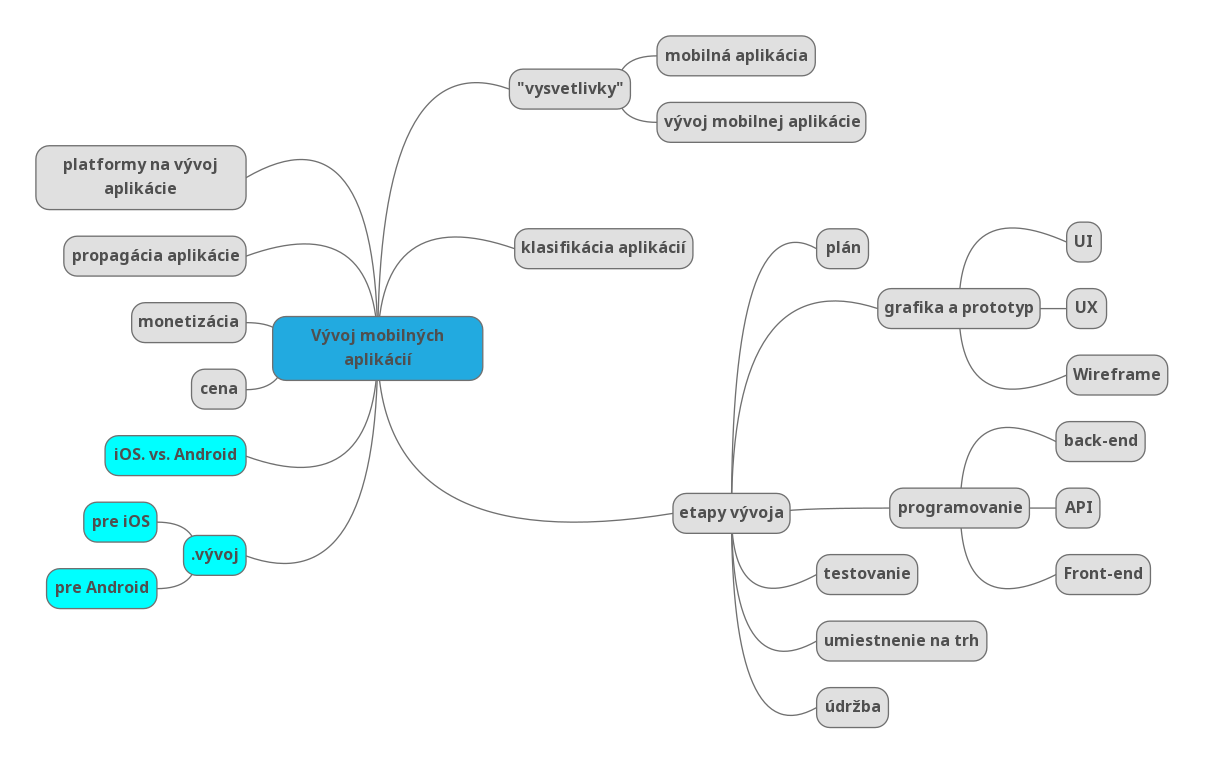 mobilná aplikácia
"vysvetlivky"
vývoj mobilnej aplikácie
platformy na vývoj
aplikácie
propagácia aplikácie
klasifikácia aplikácií
monetizácia
Vývoj mobilných
aplikácií
cena
iOS. vs. Android
pre iOS
.vývoj
pre Android
etapy vývoja
plán
grafika a prototyp
UI
UX
Wireframe
programovanie
back-end
API
Front-end
testovanie
umiestnenie na trh
údržba